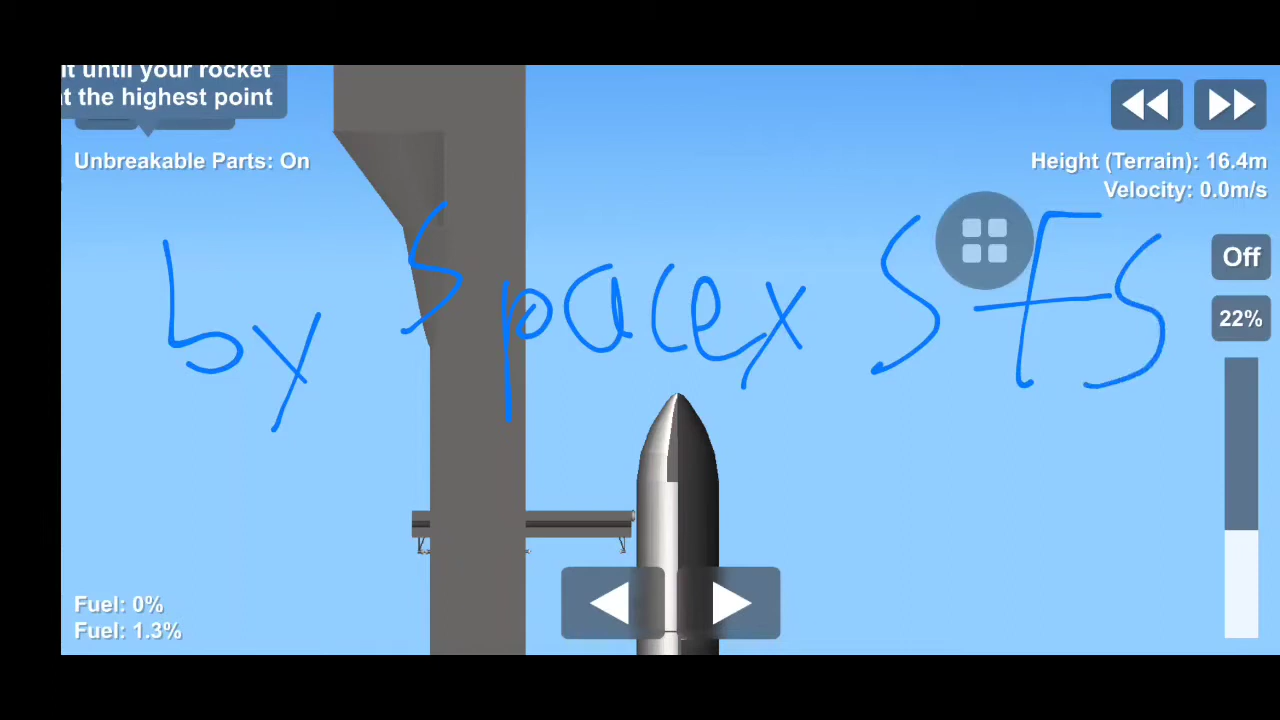 it until your rocket
at the highest point
Unbreakable Parts: On
Height (Terrain): 16.4m
Velocity: 0.0m/s
by Spacex SFS
Off
22%
Fuel: 0%
Fuel: 1.3%